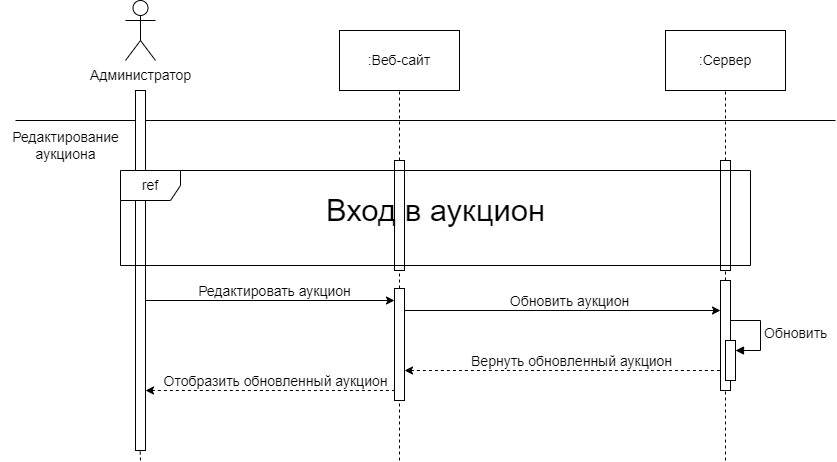 Администратор
:Веб-сайт
:Сервер
Редактирование
аукциона
ref
Вход в аукцион
Редактировать аукцион
Обновить аукцион
Обновить
Вернуть обновленный аукцион
Отобразить обновленный аукцион